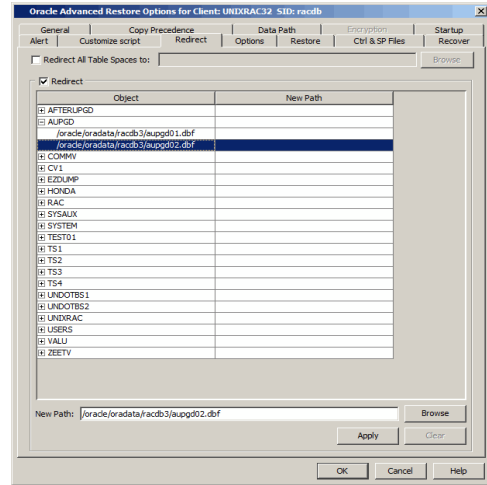 Oracle Advanced Restore Options for Client: UNIXRAC32 SID: racdb
General Copy Precedence Data Path Encryption Startup
Alert Customize script Redirect Options Restore Ctrl & SP Files Recover
Redirect All Table Spaces to: Browse
Redirect
Object New Path
AFTERUPGD
AUPGD
/oracle/oradata/racdb3/aupgd01.dbf
/oracle/oradata/racdb3/aupgd02.dbf
COMMV
CV1
EZDUMP
HONDA
RAC
SYSAUX
SYSTEM
TEST01
TS1
TS2
TS3
TS4
UNDOTBS1
UNDOTBS2
UNIXRAC
USERS
VALU
ZEETV
New Path: /oracle/oradata/racdb3/aupgd02.dbf Browse
Apply Clear
OK Cancel Help